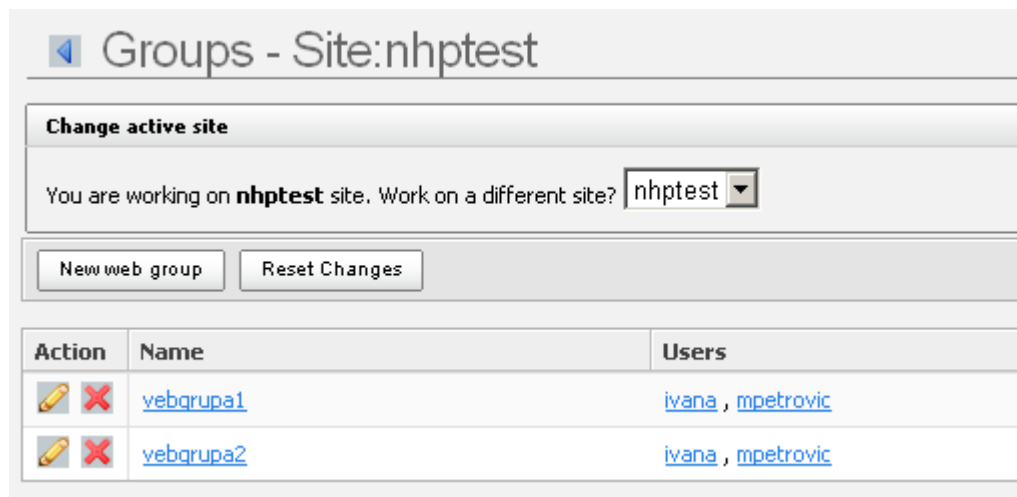 Groups - Site:nhptest
Change active site
You are working on nhptest site. Work on a different site? nhptest
New web group Reset Changes
Action Name Users
vebgrupa1 ivana , mpetrovic
vebgrupa2 ivana , mpetrovic